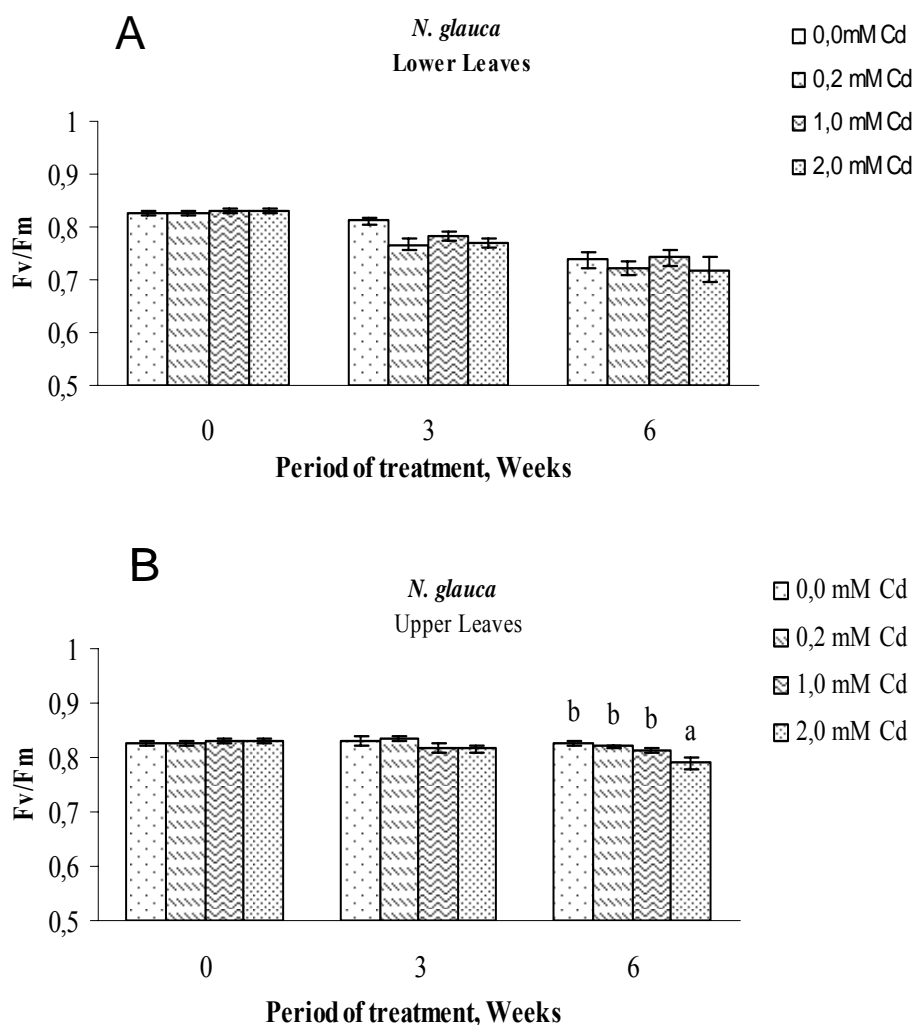 A
N. glauca
Lower Leaves
0,0mM Cd
0,2 mM Cd
1,0 mM Cd
2,0 mM Cd
Fv/Fm
1
0,9
0,8
0,7
0,6
0,5
0 3 6
Period of treatment, Weeks
B
N. glauca
Upper Leaves
0,0 mM Cd
0,2 mM Cd
1,0 mM Cd
2,0 mM Cd
Fv/Fm
1
0,9
0,8
0,7
0,6
0,5
b b b a
0 3 6
Period of treatment, Weeks